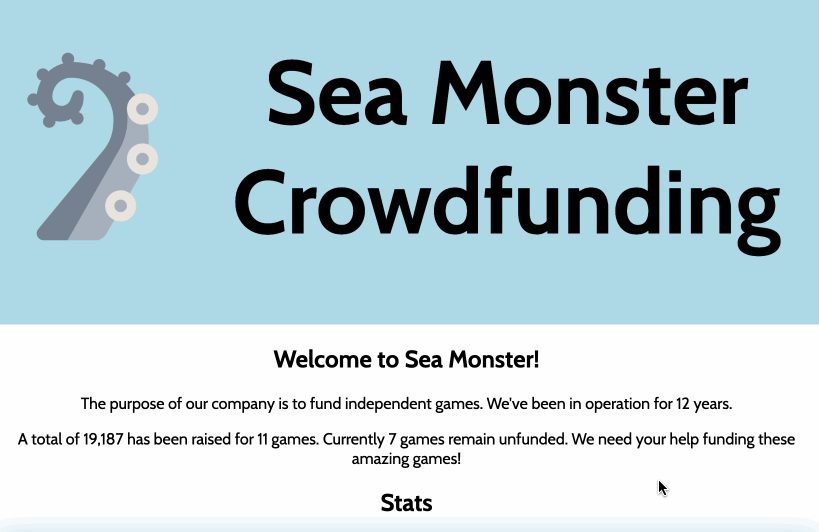 Sea Monster
Crowdfunding
Welcome to Sea Monster!
The purpose of our company is to fund independent games. We've been in operation for 12 years.
A total of 19,187 has been raised for 11 games. Currently 7 games remain unfunded. We need your help funding these
amazing games!
Stats